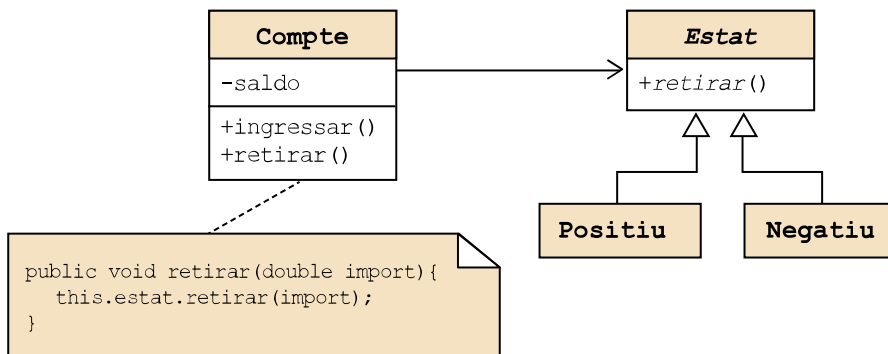 Compte
-saldo
+ingressar()
+retirar()
Estat
+retirar()
Positiu
Negatiu
public void retirar(double import){
this.estat.retirar(import);
}